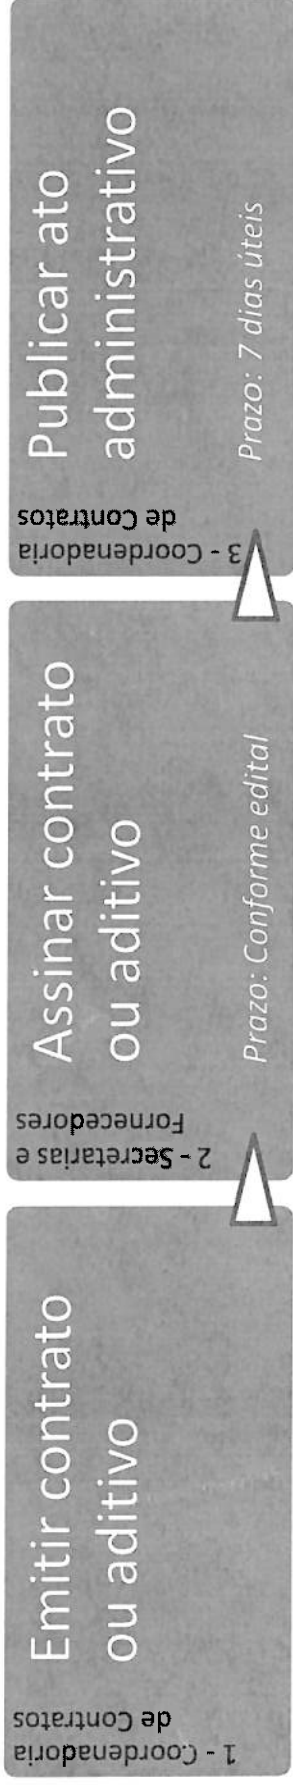 1 - Coordenadoria
de Contratos
Emitir contrato
ou aditivo
2 - Secretarias e
Fornecedores
Assinar contrato
ou aditivo
Prazo: Conforme edital
3 - Coordenadoria
de Contratos
Publicar ato
administrativo
Prazo: 7 dias úteis